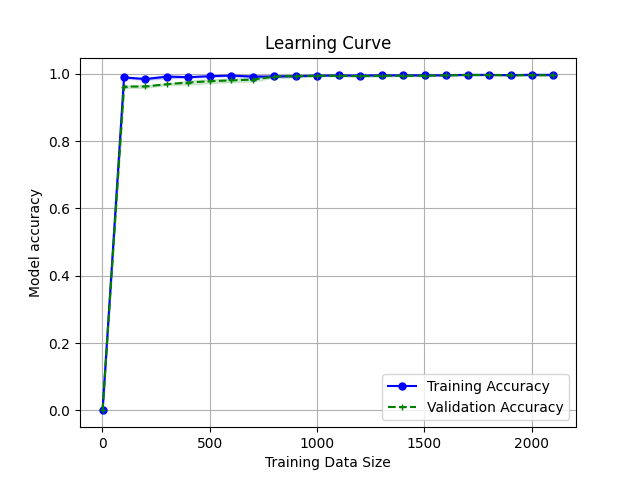 Learning Curve
1.0
0.8
0.6
0.4
0.2
0.0
Model accuracy
Training Accuracy
Validation Accuracy
0 500 1000 1500 2000
Training Data Size